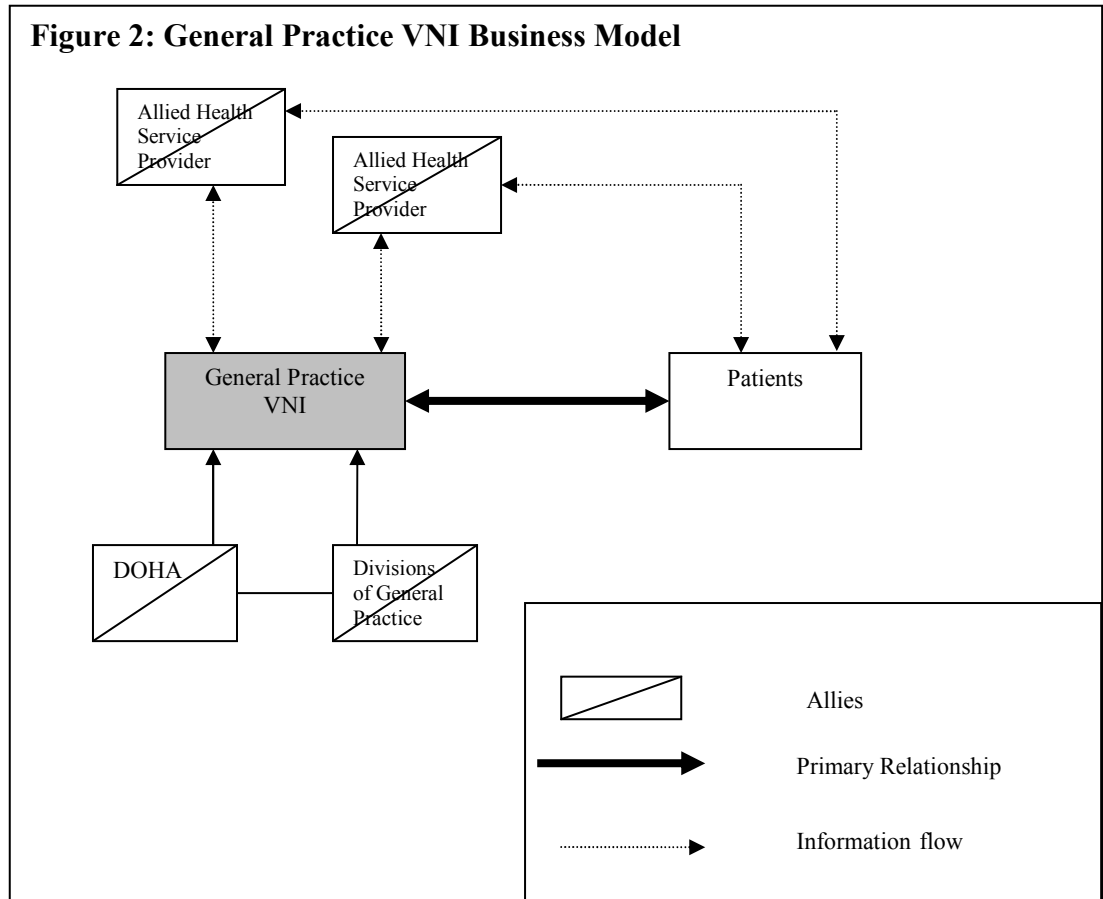 Figure 2: General Practice VNI Business Model
Allied Health
Service
Provider
Allied Health
Service
Provider
General Practice
VNI
Patients
DOHA
Divisions
of General
Practice
Allies
Primary Relationship
Information flow